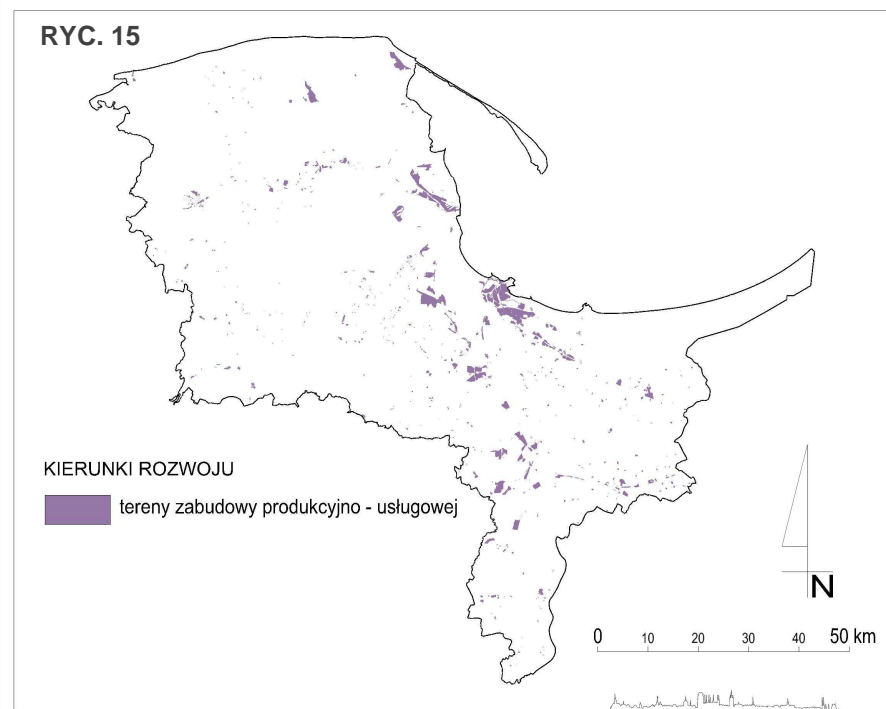 RYC. 15
KIERUNKI ROZWOJU
tereny zabudowy produkcyjno - usługowej
N
0 10 20 30 40 50 km